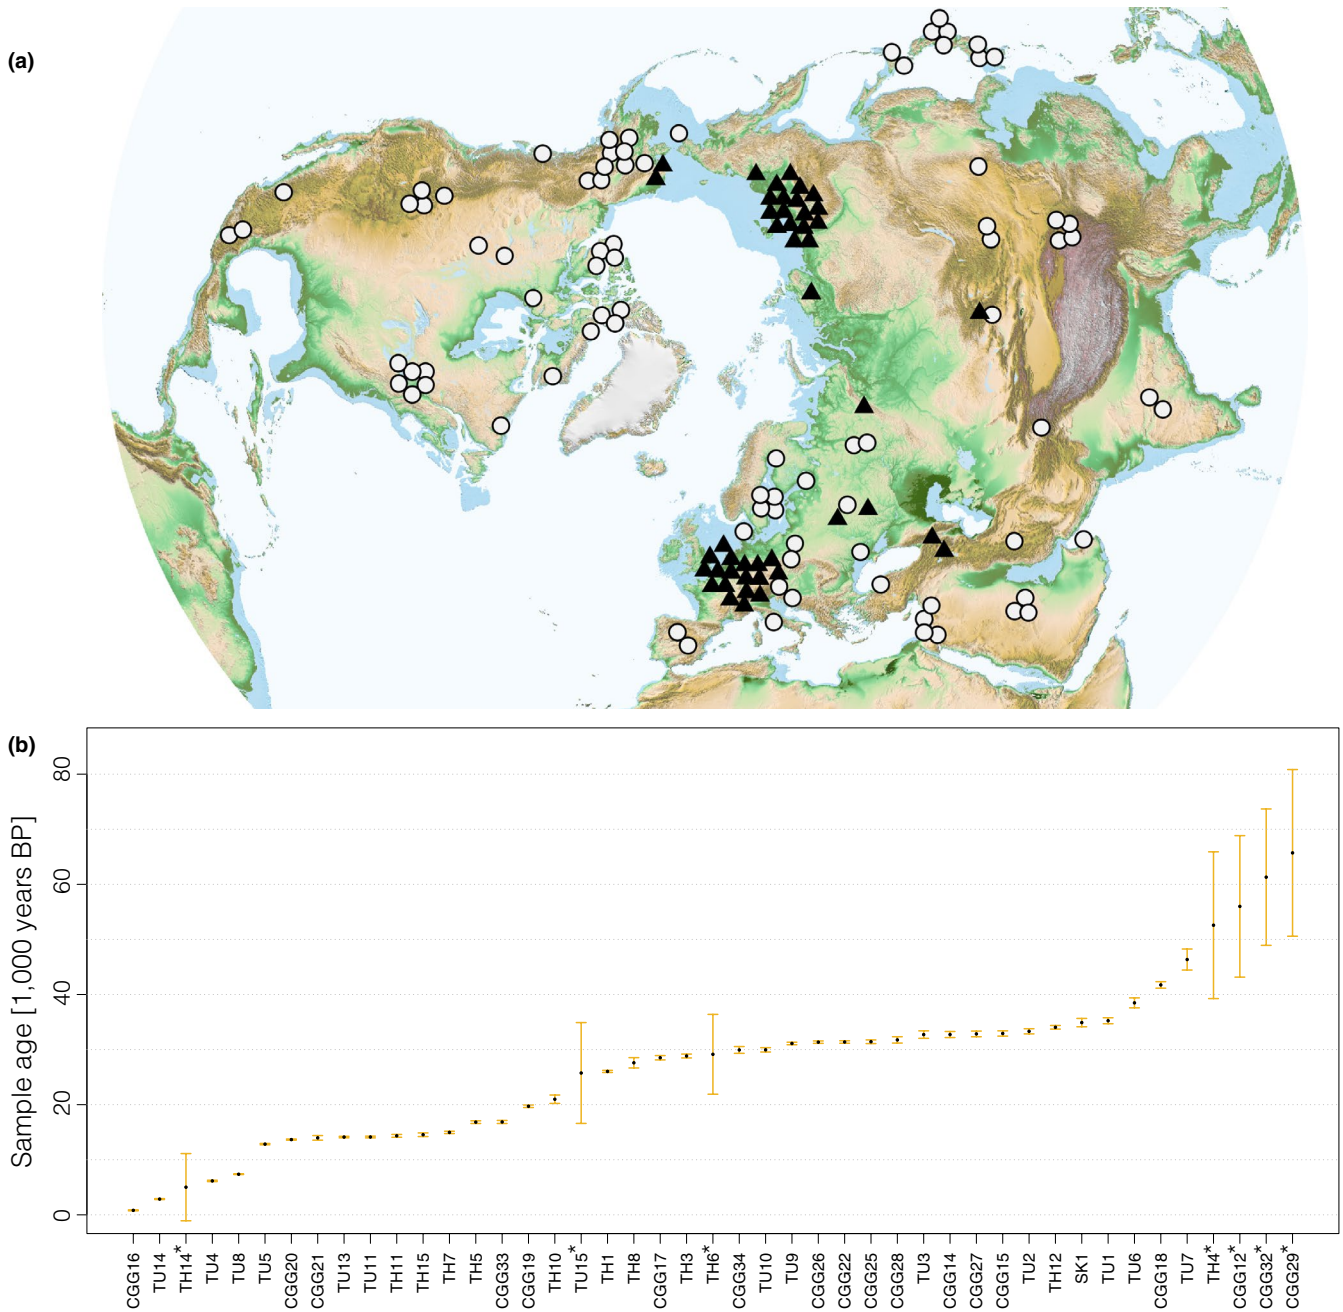 (a)
(b)
Sample age [1,000 years BP]
80
60
40
20
0
CGG16
TU14
TH14*
TU4
TU8
TU5
CGG20
CGG21
TU13
TU11
TH11
TH15
TH7
TH5
CGG33
CGG19
TH10
TU15*
TH1
TH8
CGG17
TH3
TH6*
CGG34
TU10
TU9
CGG26
CGG22
CGG25
CGG28
TU3
CGG14
CGG27
CGG15
TU2
TH12
SK1
TU1
TU6
CGG18
TU7
TH4*
CGG12*
CGG32*
CGG29*